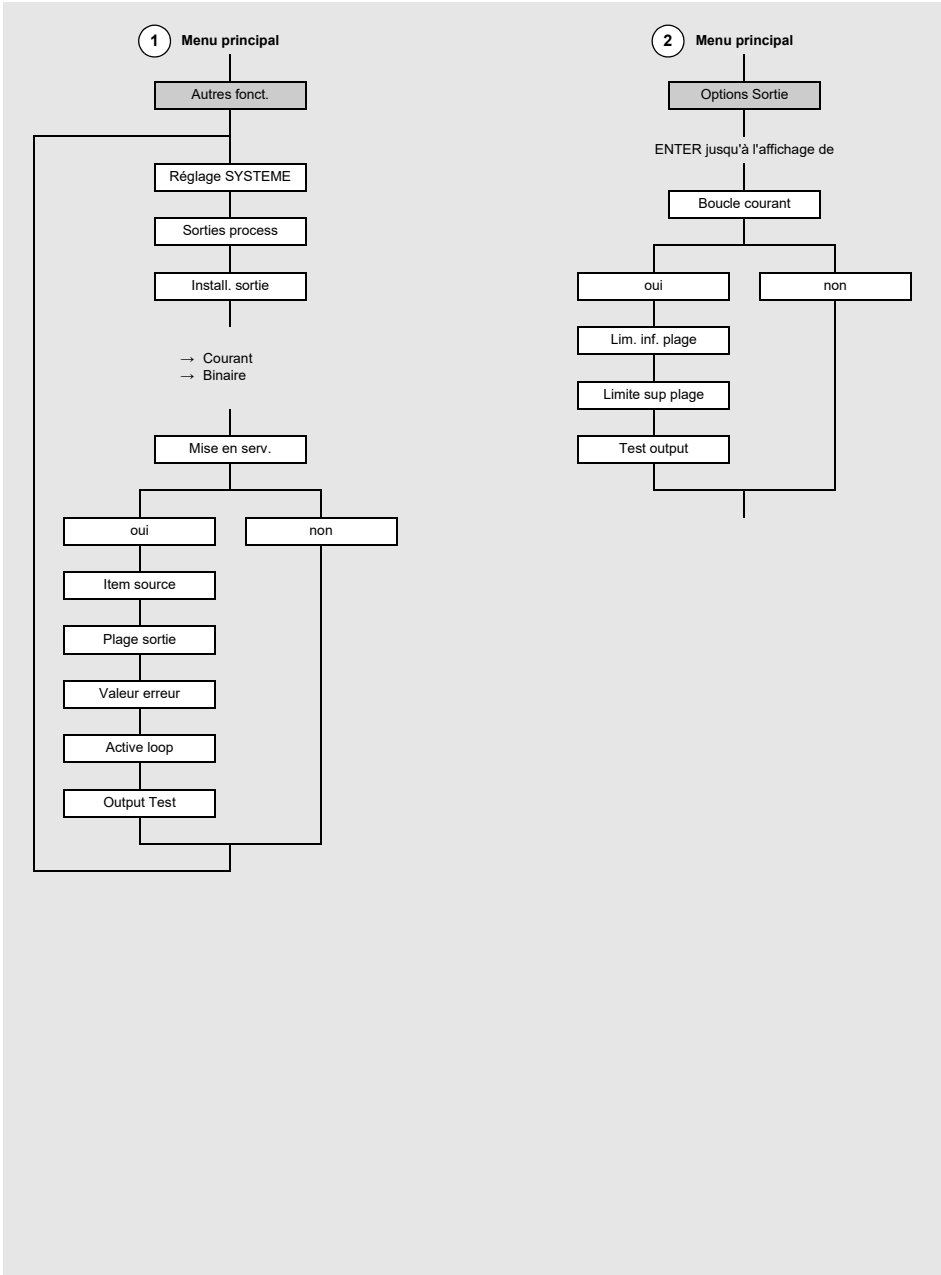 1 Menu principal
Autres fonct.
Réglage SYSTEME
Sorties process
Install. sortie
→ Courant
→ Binaire
Mise en serv.
oui
non
Item source
Plage sortie
Valeur erreur
Active loop
Output Test
2 Menu principal
Options Sortie
ENTER jusqu'à l'affichage de
Boucle courant
oui
non
Lim. inf. plage
Limite sup plage
Test output